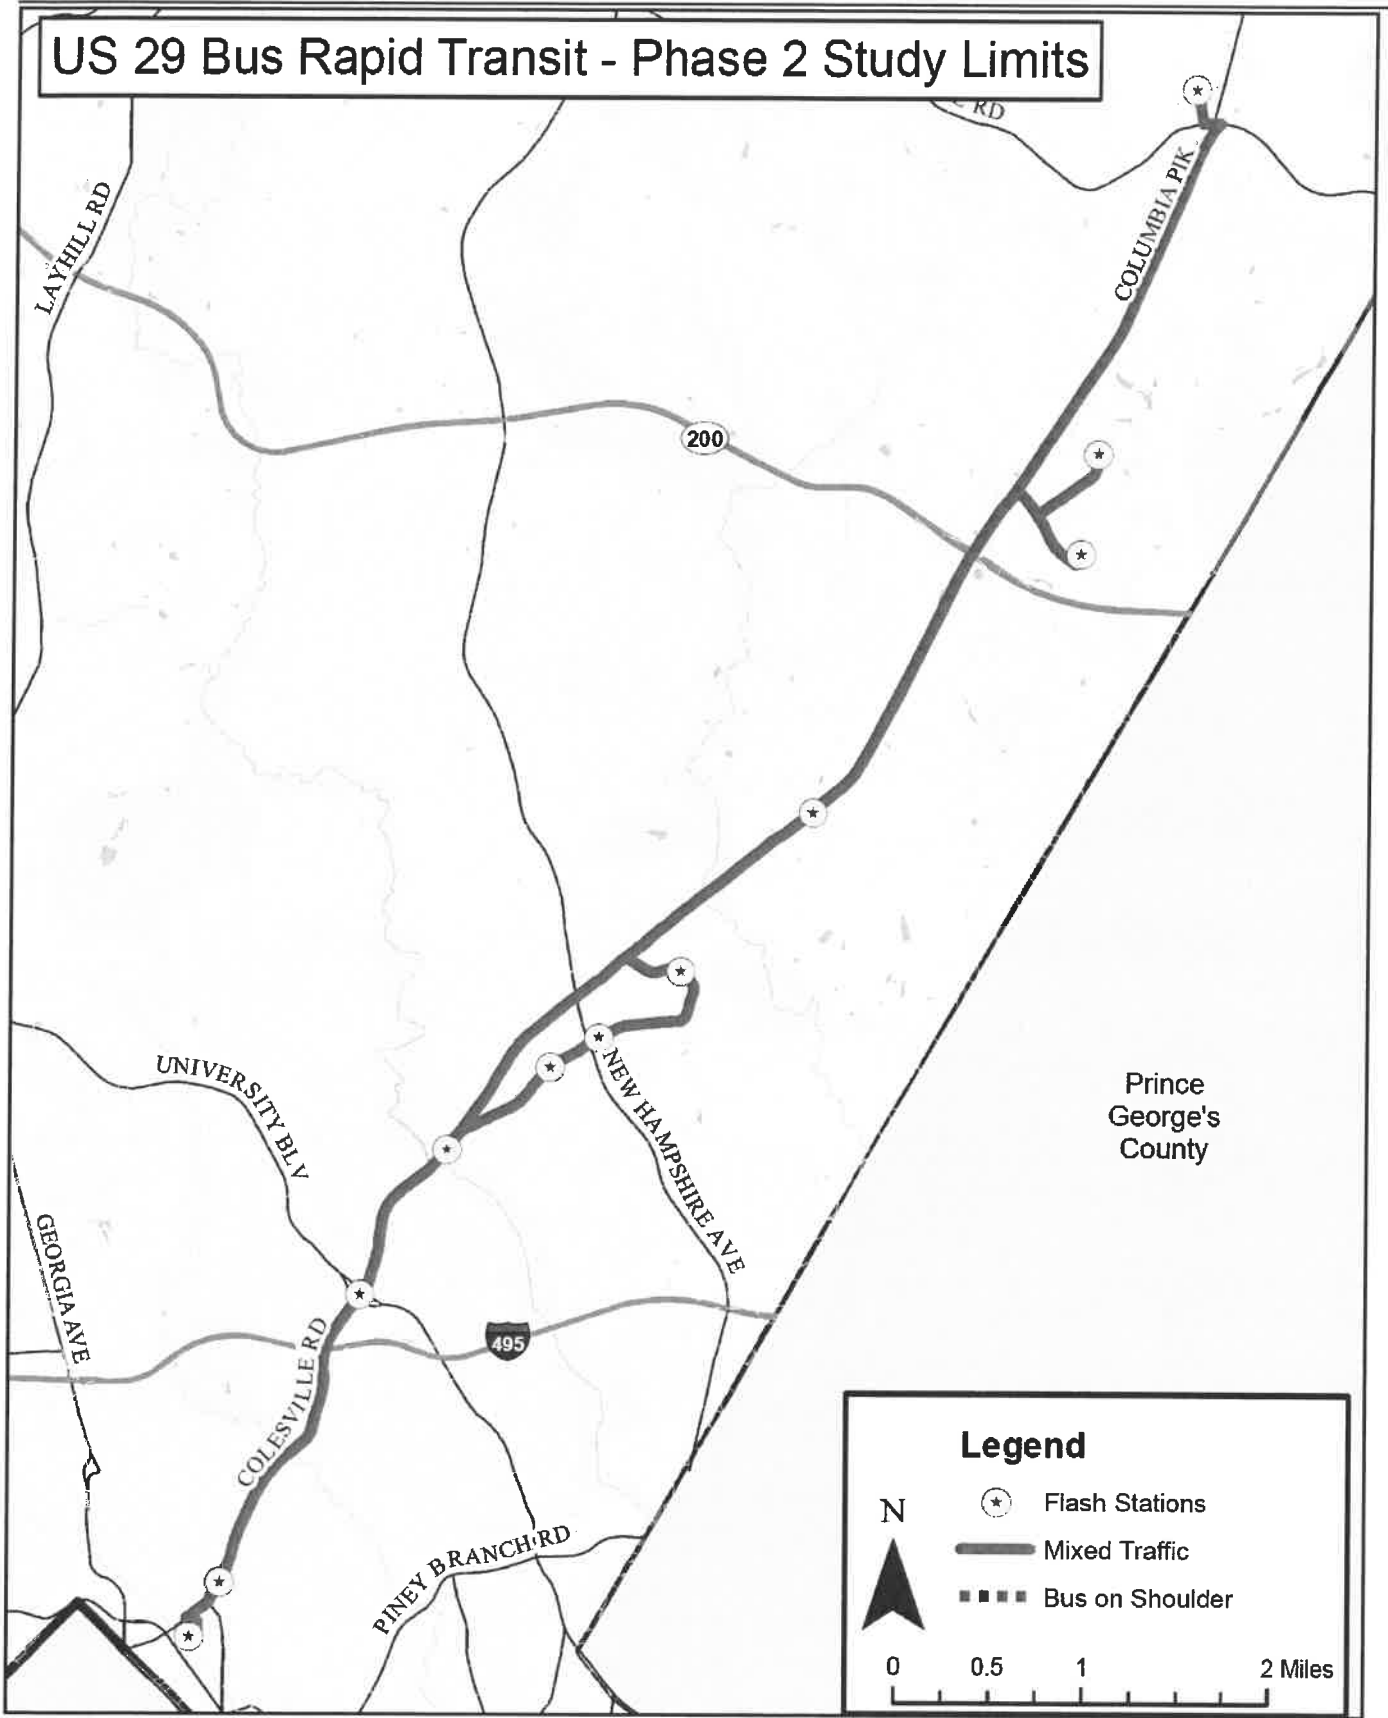 US 29 Bus Rapid Transit - Phase 2 Study Limits
RD
COLUMBIA PIK
LAYHILL RD
200
UNIVERSITY BLV
NEW HAMPSHIRE AVE
Prince
George's
County
GEORGIA AVE
495
COLESVILLE RD
PINEY BRANCH RD
Legend
N
Flash Stations
Mixed Traffic
Bus on Shoulder
0 0.5 1 2 Miles